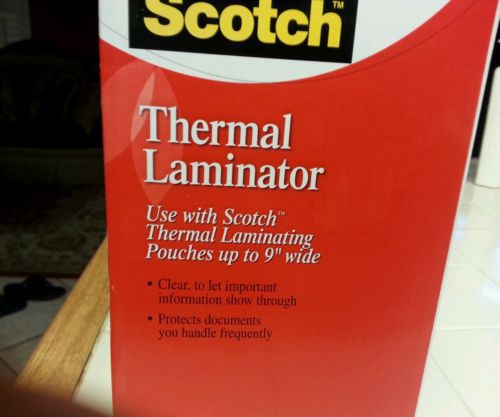 Scotch™
Thermal
Laminator
Use with Scotch™
Thermal Laminating
Pouches up to 9" wide
• Clear, to let important
information show through
• Protects documents
you handle frequently